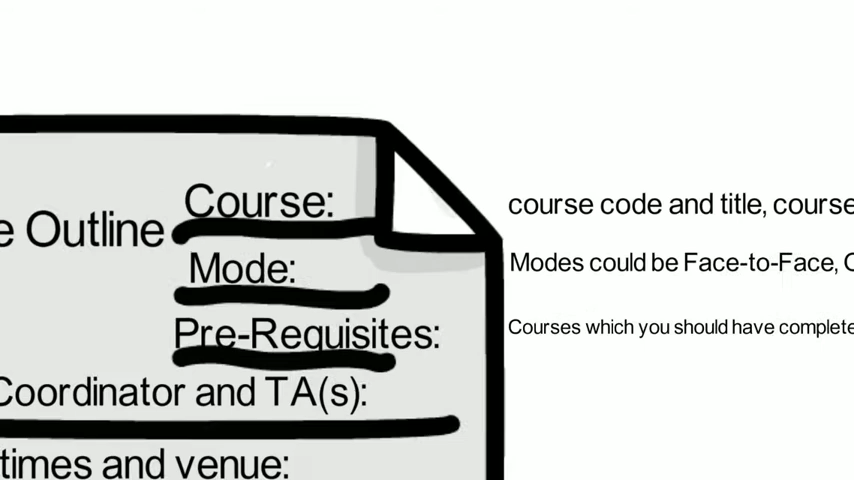 Course:
course code and title, course
e Outline
Mode:
Modes could be Face-to-Face,
Pre-Requisites:
Courses which you should have complete
Coordinator and TA(s):
times and venue: